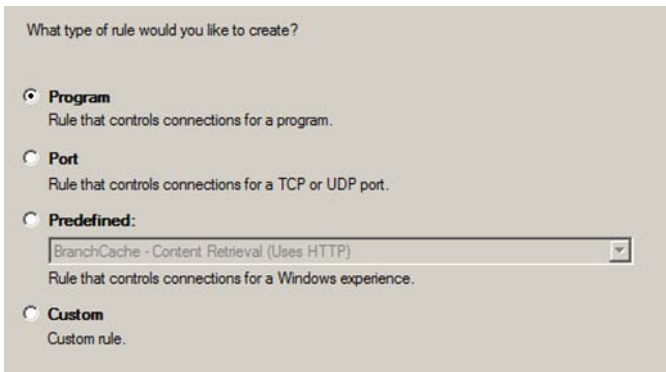 What type of rule would you like to create?
Program
Rule that controls connections for a program.
Port
Rule that controls connections for a TCP or UDP port.
Predefined:
BranchCache - Content Retrieval (Uses HTTP)
Rule that controls connections for a Windows experience.
Custom
Custom rule.